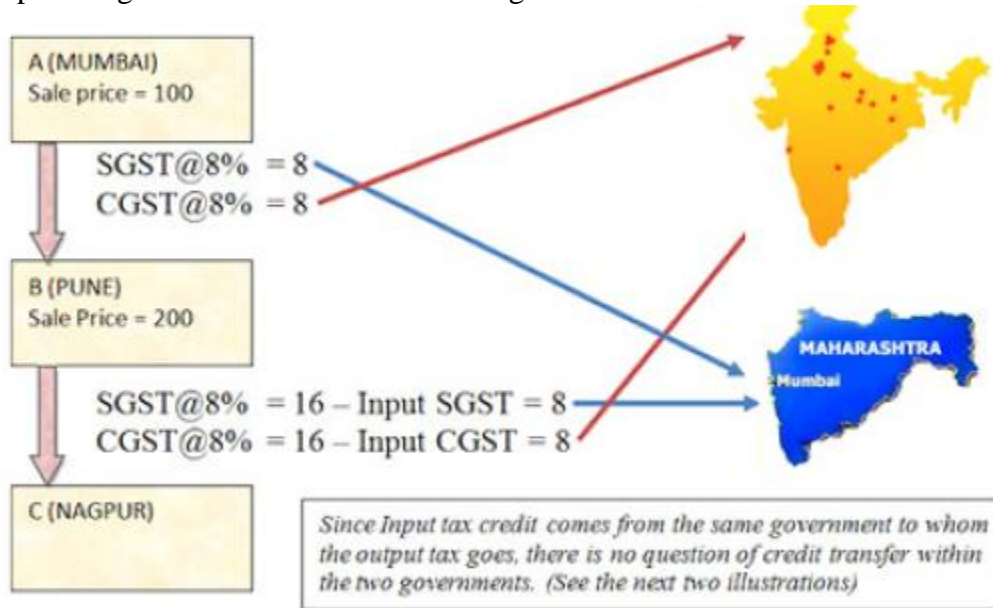 A (MUMBAI)
Sale price = 100
SGST@8% = 8
CGST@8% = 8
B (PUNE)
Sale Price = 200
MAHARASHTRA
Mumbai
SGST@8% = 16 – Input SGST = 8
CGST@8% = 16 – Input CGST = 8
C (NAGPUR)
Since Input tax credit comes from the same government to whom
the output tax goes, there is no question of credit transfer within
the two governments. (See the next two illustrations)